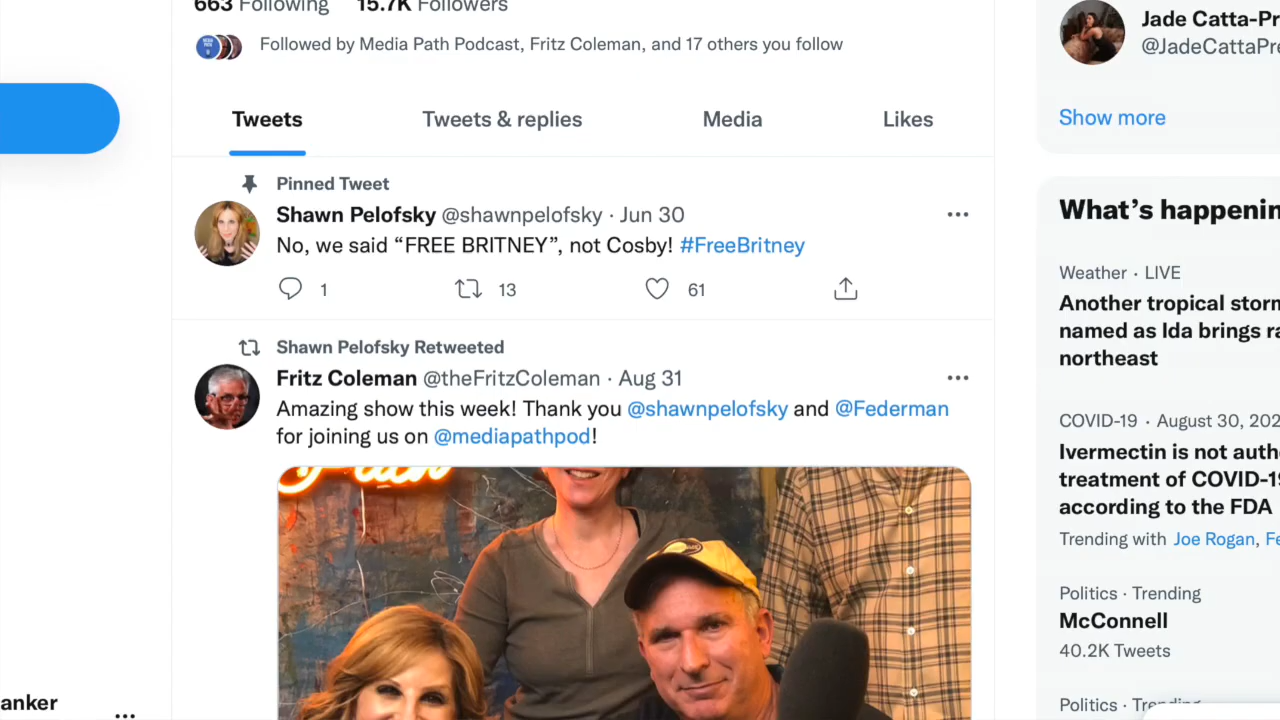 663 Following 15.7K Followers
Followed by Media Path Podcast, Fritz Coleman, and 17 others you follow
Tweets Tweets & replies Media Likes
Pinned Tweet
Shawn Pelofsky @shawnpelofsky · Jun 30
No, we said “FREE BRITNEY”, not Cosby! #FreeBritney
1 13 61
Shawn Pelofsky Retweeted
Fritz Coleman @theFritzColeman · Aug 31
Amazing show this week! Thank you @shawnpelofsky and @Federman
for joining us on @mediapathpod!
Path
anker
Jade Catta-Pr
@JadeCattaPre
Show more
What’s happenin
Weather · LIVE
Another tropical storm
named as Ida brings ra
northeast
COVID-19 · August 30, 202
Ivermectin is not auth
treatment of COVID-19
according to the FDA
Trending with Joe Rogan, Fe
Politics · Trending
McConnell
40.2K Tweets
Politics · Trending